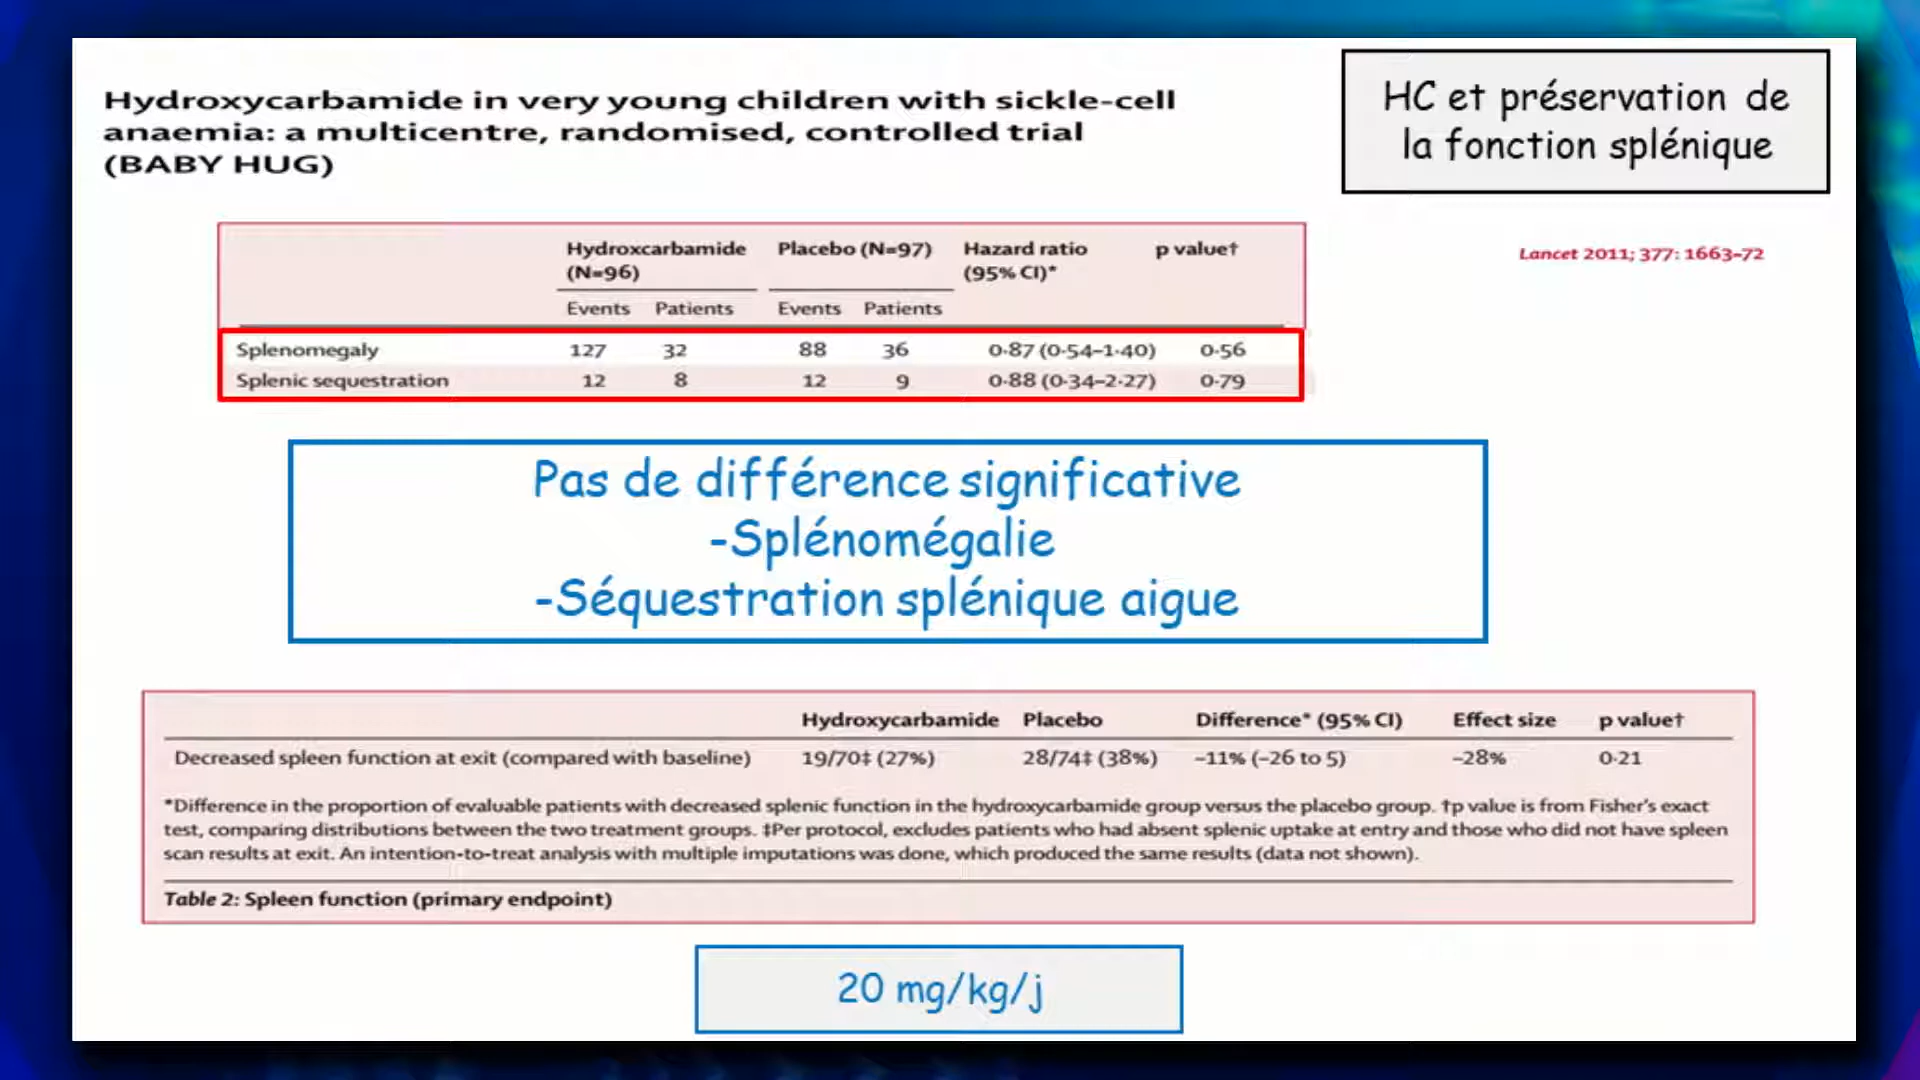 Hydroxycarbamide in very young children with sickle-cell
anaemia: a multicentre, randomised, controlled trial
(BABY HUG)
HC et préservation de
la fonction splénique
Lancet 2011; 377: 1663–72
Hydroxcarbamide Placebo (N=97) Hazard ratio p value†
(N=96) (95% CI)*
Events Patients Events Patients
Splenomegaly 127 32 88 36 0·87 (0·54–1·40) 0·56
Splenic sequestration 12 8 12 9 0·88 (0·34–2·27) 0·79
Pas de différence significative
-Splénomégalie
-Séquestration splénique aigue
Hydroxycarbamide Placebo Difference* (95% CI) Effect size p value†
Decreased spleen function at exit (compared with baseline) 19/70‡ (27%) 28/74‡ (38%) –11% (–26 to 5) –28% 0·21
*Difference in the proportion of evaluable patients with decreased splenic function in the hydroxycarbamide group versus the placebo group. †p value is from Fisher's exact
test, comparing distributions between the two treatment groups. ‡Per protocol, excludes patients who had absent splenic uptake at entry and those who did not have spleen
scan results at exit. An intention-to-treat analysis with multiple imputations was done, which produced the same results (data not shown).
Table 2: Spleen function (primary endpoint)
20 mg/kg/j